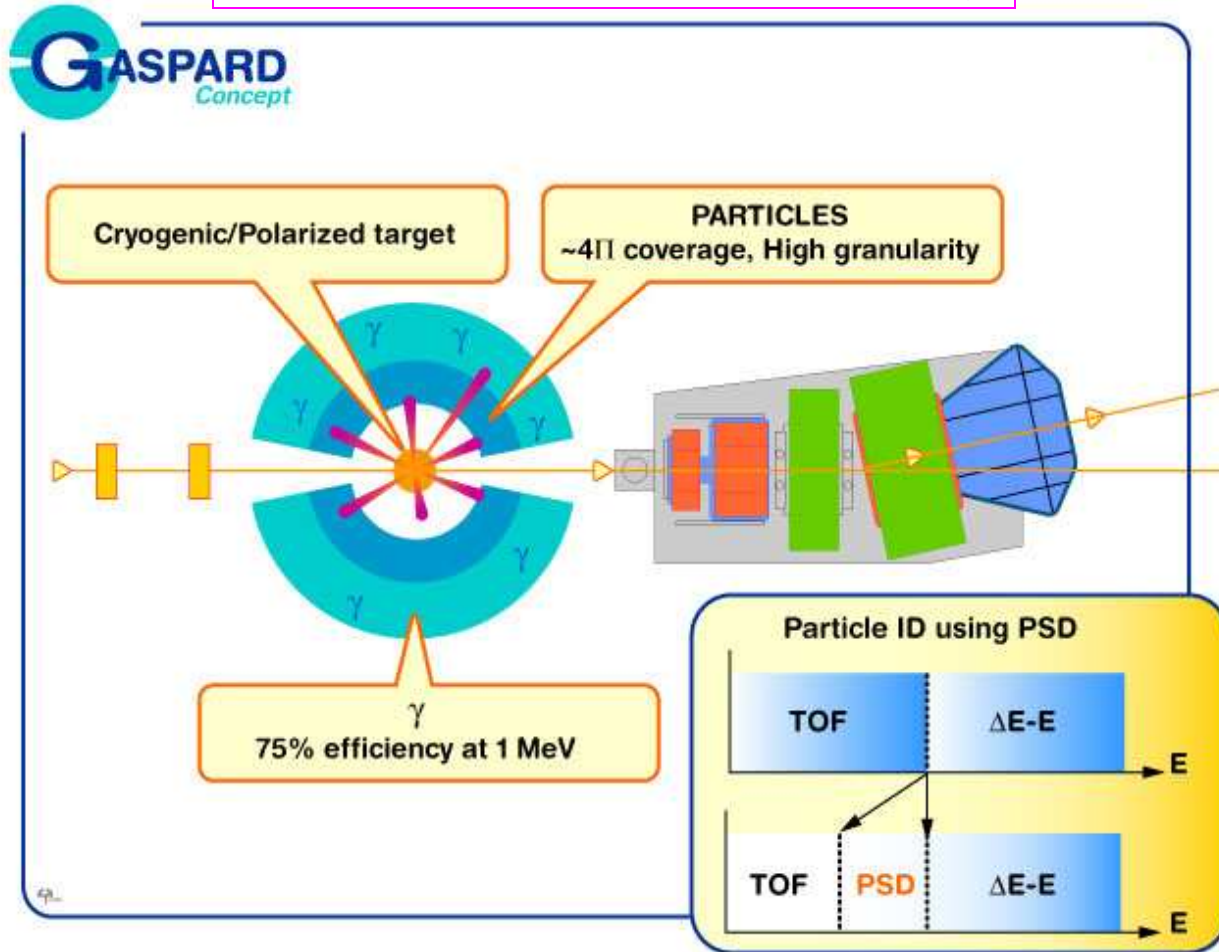 GASPARD
Concept
Cryogenic/Polarized target
PARTICLES
~4Π coverage, High granularity
γ
γ
γ
γ
γ
γ
γ
75% efficiency at 1 MeV
Particle ID using PSD
TOF
ΔE-E
E
TOF
PSD
ΔE-E
E